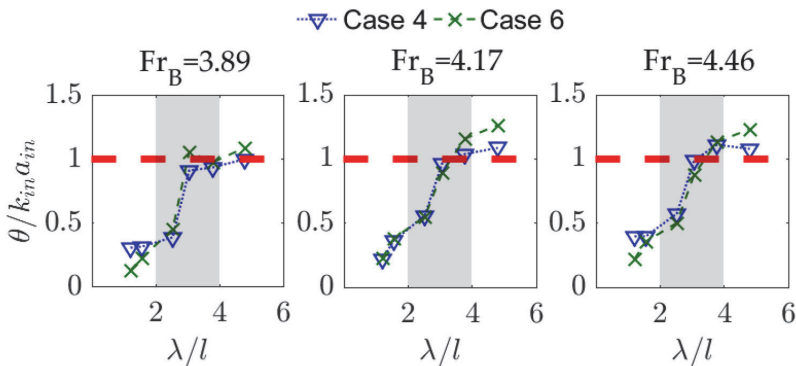 Case 4 Case 6
Fr_B=3.89 Fr_B=4.17 Fr_B=4.46
θ/k_in a_in
1.5 1.5 1.5
1 1 1
0.5 0.5 0.5
0 0 0
2 4 6 2 4 6 2 4 6
λ/l λ/l λ/l